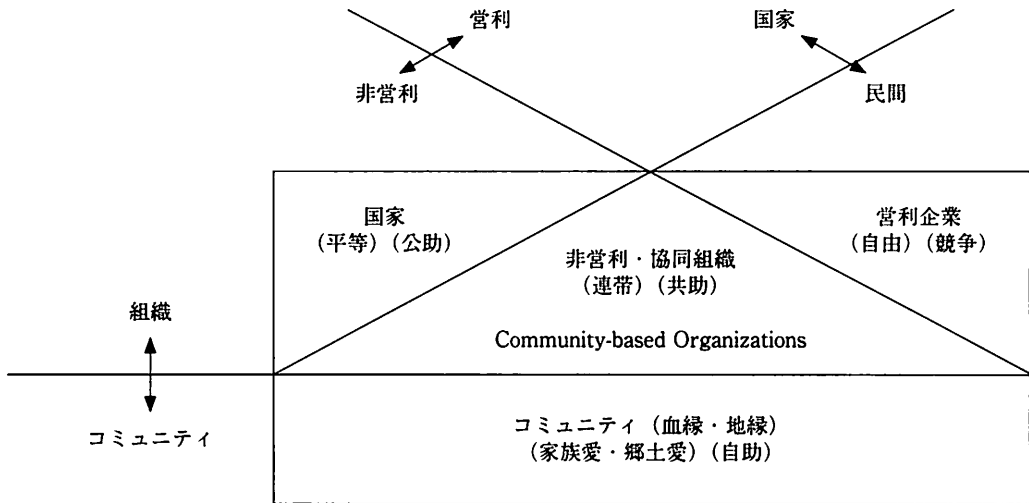 営利
国家
非営利
民間
国家
(平等)(公助)
営利企業
(自由)(競争)
非営利・協同組織
(連帯)(共助)
組織
Community-based Organizations
コミュニティ
コミュニティ(血縁・地縁)
(家族愛・郷土愛)(自助)